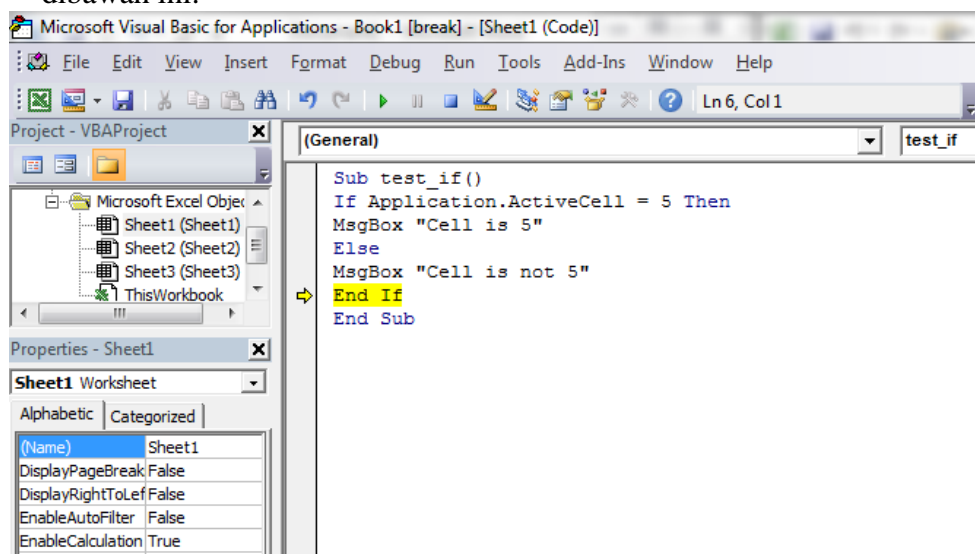 dibawah ini.
Microsoft Visual Basic for Applications - Book1 [break] - [Sheet1 (Code)]
File Edit View Insert Format Debug Run Tools Add-Ins Window Help
Ln 6, Col 1
Project - VBAProject
(General)
test_if
Microsoft Excel Objec
Sheet1 (Sheet1)
Sheet2 (Sheet2)
Sheet3 (Sheet3)
ThisWorkbook
Sub test_if()
If Application.ActiveCell = 5 Then
MsgBox "Cell is 5"
Else
MsgBox "Cell is not 5"
End If
End Sub
Properties - Sheet1
Sheet1 Worksheet
Alphabetic Categorized
(Name) Sheet1
DisplayPageBreak False
DisplayRightToLef False
EnableAutoFilter False
EnableCalculation True